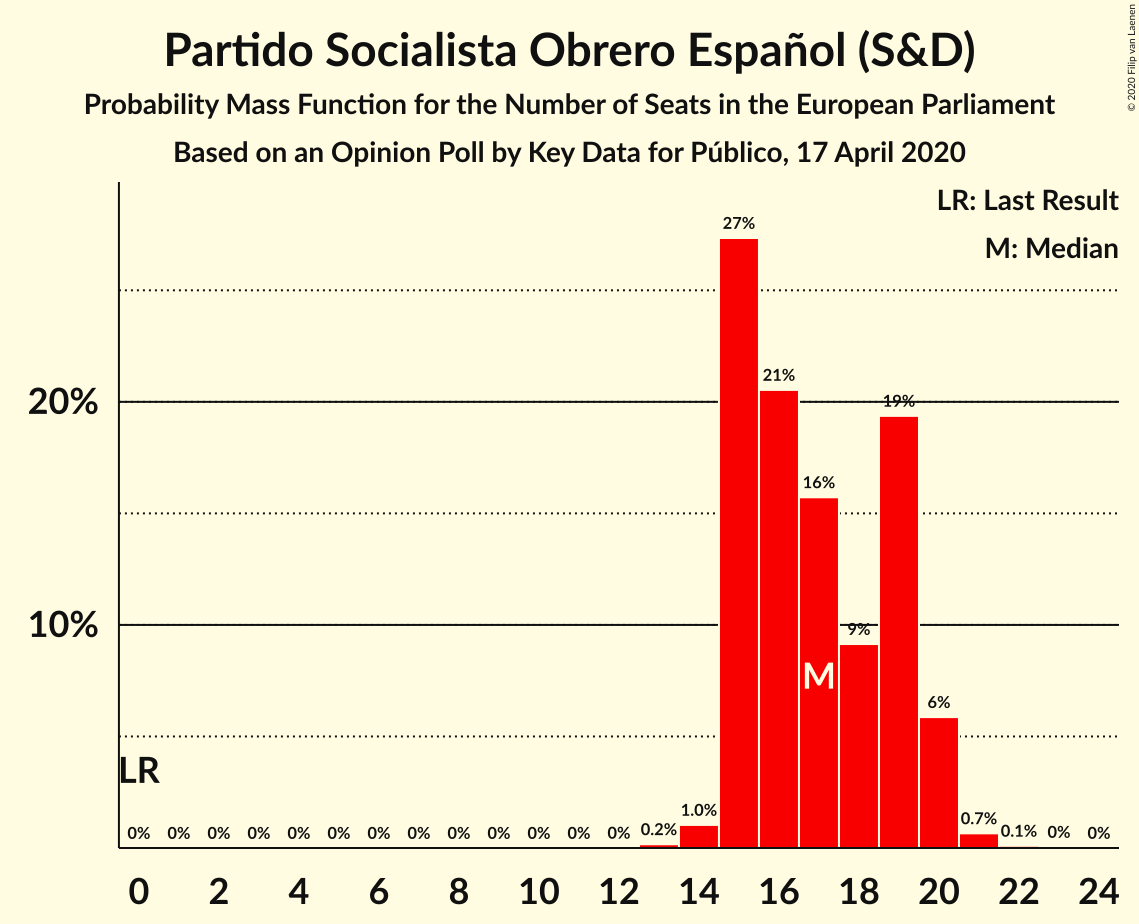 Partido Socialista Obrero Español (S&D)
Probability Mass Function for the Number of Seats in the European Parliament
Based on an Opinion Poll by Key Data for Público, 17 April 2020
© 2020 Filip van Laenen
LR: Last Result
M: Median
27%
21%
20%
19%
16%
10%
9%
M
6%
LR
0% 0% 0% 0% 0% 0% 0% 0% 0% 0% 0% 0% 0% 0.2% 1.0% 0.7% 0.1% 0% 0%
0 2 4 6 8 10 12 14 16 18 20 22 24